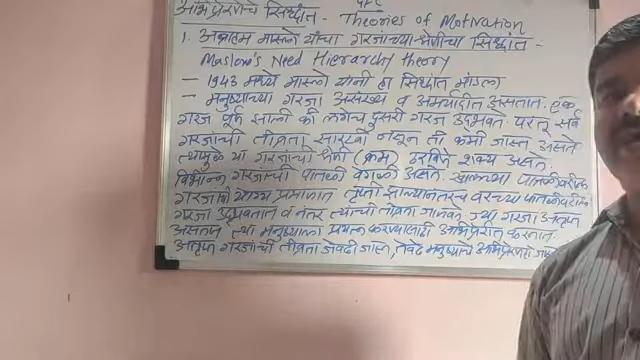 अभिप्रेरणेचे सिद्धांत - Theories of Motivation
1. अब्राहम मास्लो यांचा गरजांच्या श्रेणीचा सिद्धांत -
Maslow's Need Hierarchy theory
- 1943 मध्ये मास्लो यांनी हा सिद्धांत मांडला
- मनुष्याच्या गरजा असंख्य व अमर्यादित असतात. एक
गरज पूर्ण झाली की लगेच दुसरी गरज उद्भवते परंतू सर्व
गरजांची तीव्रता सारखी नसून ती कमी जास्त असते
त्यामुळे या गरजांची श्रेणी (क्रम) ठरविणे शक्य असते.
विभिन्न गरजांची पातळी वेगळी असते. खालच्या पातळीवरील
गरजांची योग्य प्रमाणात तृप्ती झाल्यानंतरच वरच्या पातळीवरील
गरजा उद्भवतात व नंतर त्यांची तीव्रता जाणवते ज्या गरजा अतृप्त
असतात त्या मनुष्याला प्रयत्न करण्यासाठी अभिप्रेरीत करतात.
अतृप्त गरजांची तीव्रता जेवढी जास्त, तेवढे मनुष्याचे अभिप्रेरण